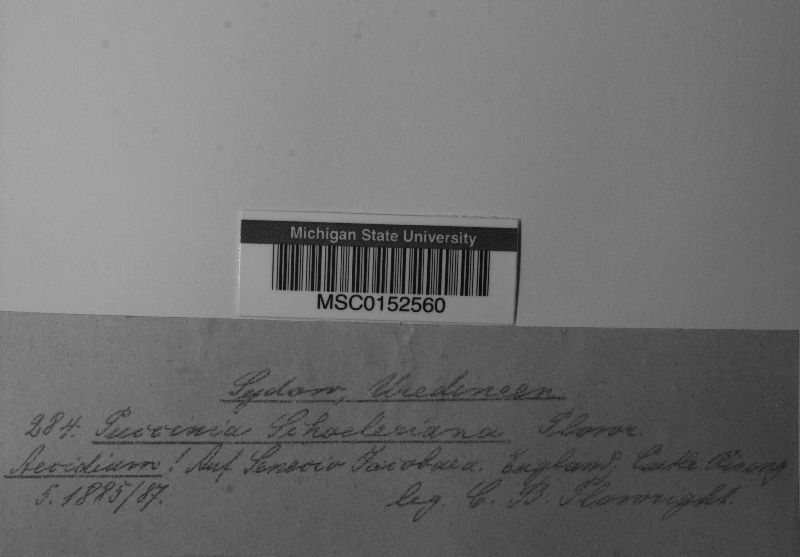 Michigan State University
MSC0152560
Sydow, Uredineen
284. Puccinia Schoeleriana Plowr.
Aecidium! Auf Senecio Jacobaea. England, Castle Rising
5. 1885/87. leg. C. B. Plowright.